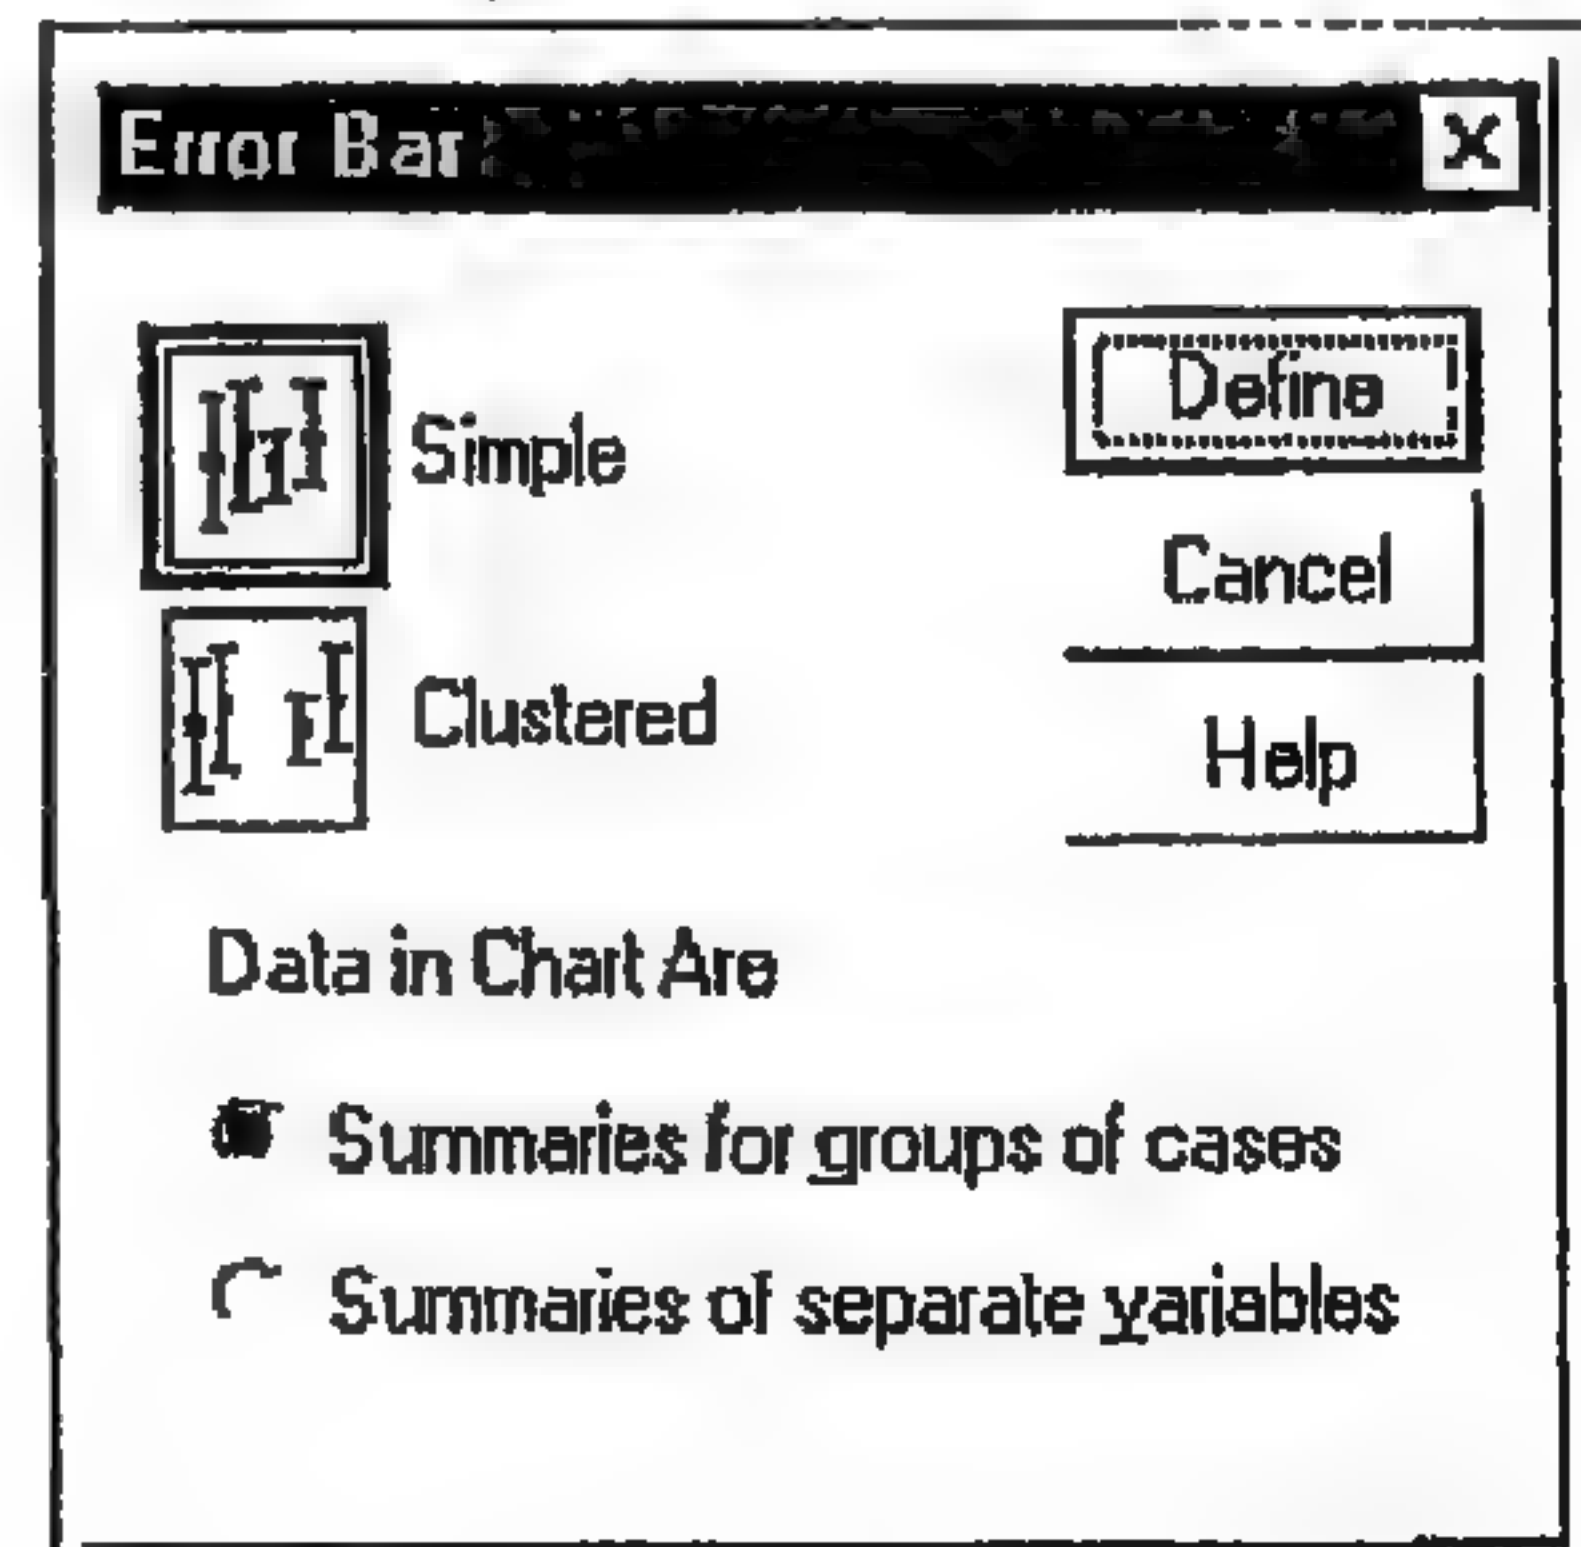 Error Bar
Simple
Define
Cancel
Clustered
Help
Data in Chart Are
Summaries for groups of cases
Summaries of separate variables